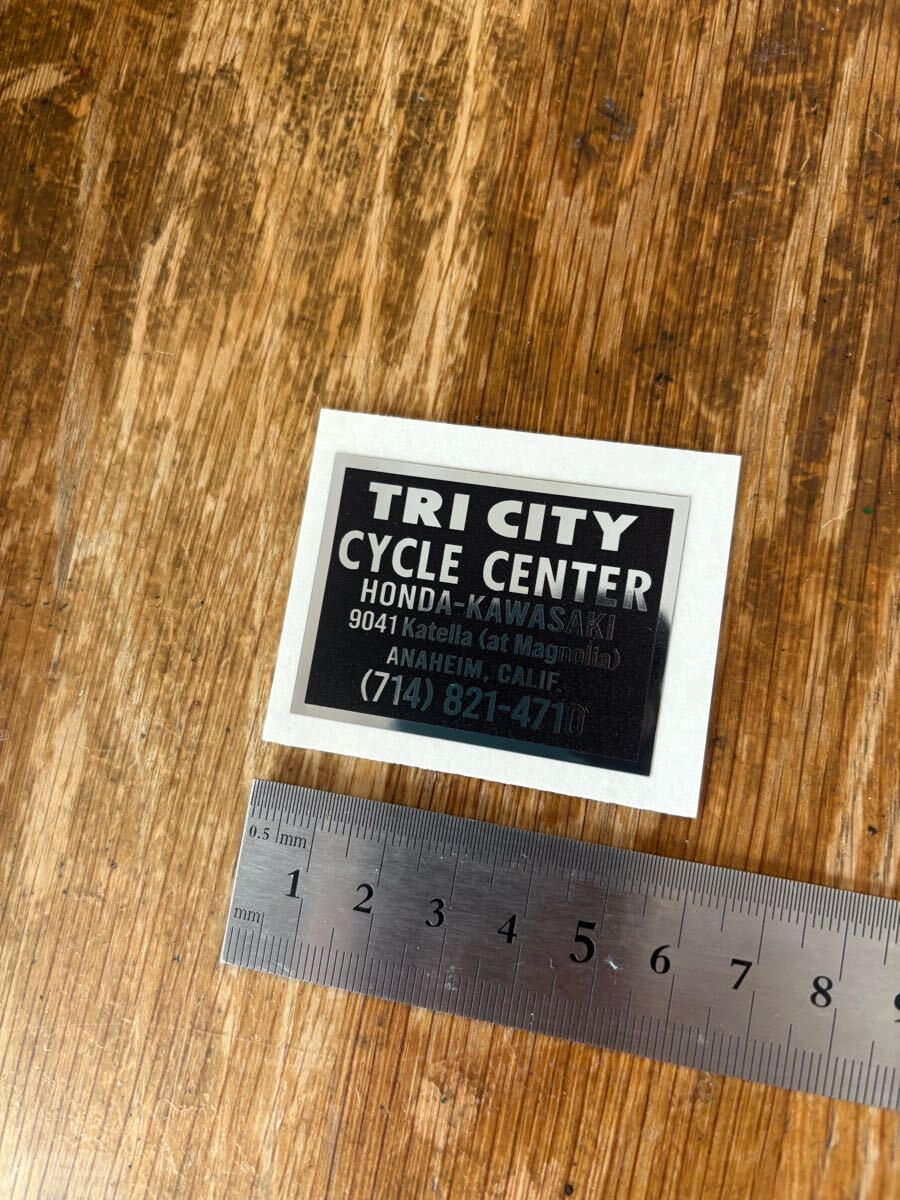 TRI CITY
CYCLE CENTER
HONDA-KAWASAKI
9041 Katella (at Magnolia)
ANAHEIM, CALIF.
(714) 821-4710
0.5 mm
1 2 3 4 5 6 7 8 9
mm